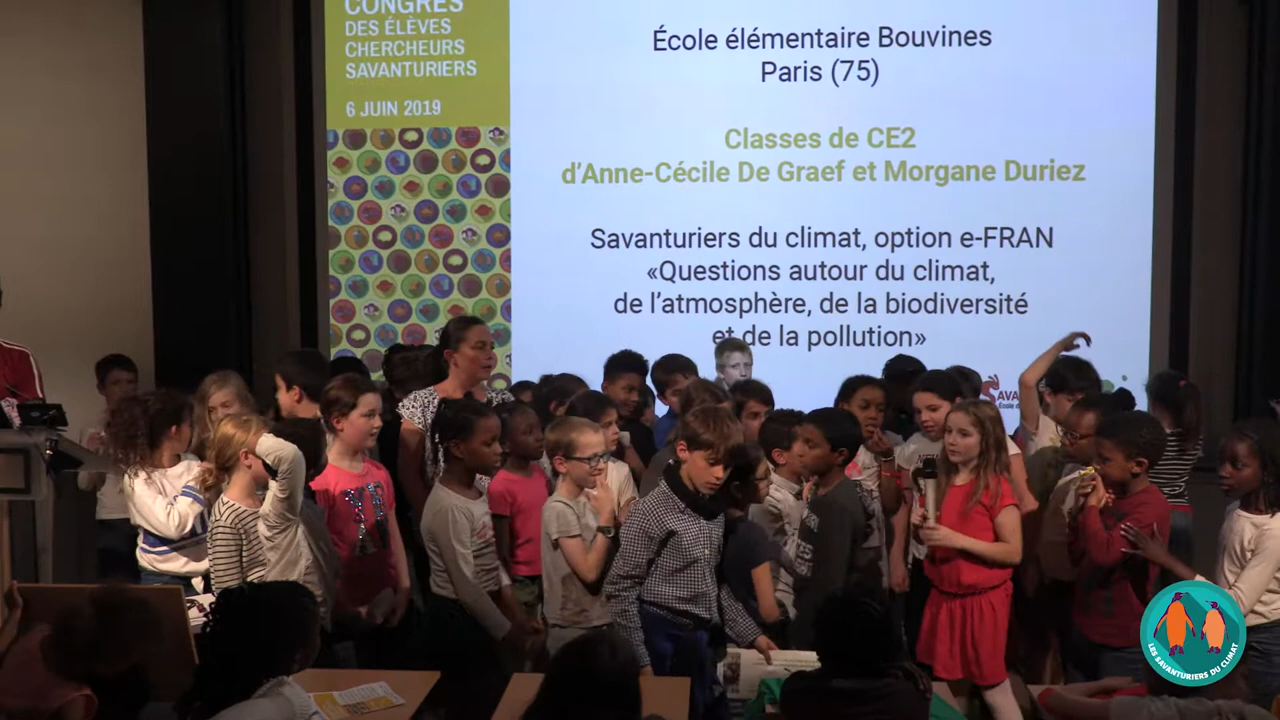 CONGRÈS
DES ÉLÈVES
CHERCHEURS
SAVANTURIERS
6 JUIN 2019
École élémentaire Bouvines
Paris (75)
Classes de CE2
d'Anne-Cécile De Graef et Morgane Duriez
Savanturiers du climat, option e-FRAN
«Questions autour du climat,
de l'atmosphère, de la biodiversité
et de la pollution»
LES SAVANTURIERS DU CLIMAT